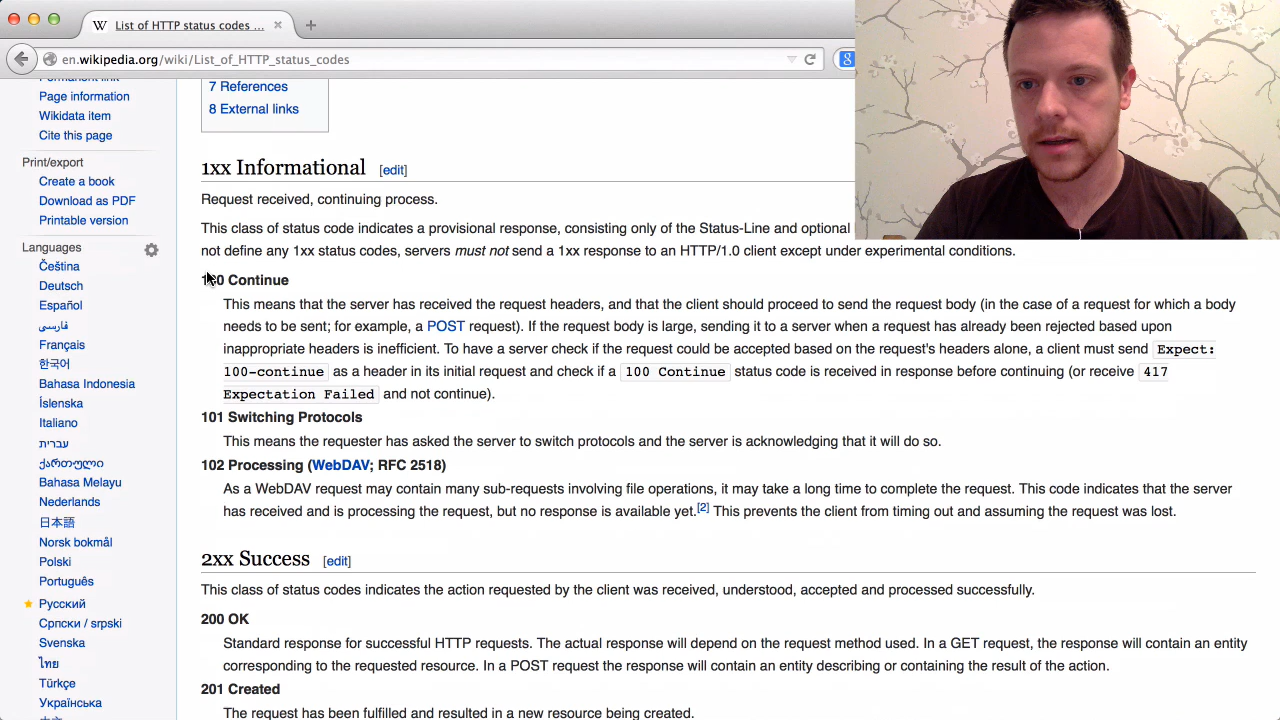 List of HTTP status codes ...
en.wikipedia.org/wiki/List_of_HTTP_status_codes
Page information
Wikidata item
Cite this page
Print/export
Create a book
Download as PDF
Printable version
Languages
Čeština
Deutsch
Español
فارسی
Français
한국어
Bahasa Indonesia
Íslenska
Italiano
עברית
ქართული
Bahasa Melayu
Nederlands
日本語
Norsk bokmål
Polski
Português
Русский
Српски / srpski
Svenska
ไทย
Türkçe
Українська
7 References
8 External links
1xx Informational [edit]
Request received, continuing process.
This class of status code indicates a provisional response, consisting only of the Status-Line and optional
not define any 1xx status codes, servers must not send a 1xx response to an HTTP/1.0 client except under experimental conditions.
100 Continue
This means that the server has received the request headers, and that the client should proceed to send the request body (in the case of a request for which a body
needs to be sent; for example, a POST request). If the request body is large, sending it to a server when a request has already been rejected based upon
inappropriate headers is inefficient. To have a server check if the request could be accepted based on the request's headers alone, a client must send Expect:
100-continue as a header in its initial request and check if a 100 Continue status code is received in response before continuing (or receive 417
Expectation Failed and not continue).
101 Switching Protocols
This means the requester has asked the server to switch protocols and the server is acknowledging that it will do so.
102 Processing (WebDAV; RFC 2518)
As a WebDAV request may contain many sub-requests involving file operations, it may take a long time to complete the request. This code indicates that the server
has received and is processing the request, but no response is available yet.[2] This prevents the client from timing out and assuming the request was lost.
2xx Success [edit]
This class of status codes indicates the action requested by the client was received, understood, accepted and processed successfully.
200 OK
Standard response for successful HTTP requests. The actual response will depend on the request method used. In a GET request, the response will contain an entity
corresponding to the requested resource. In a POST request the response will contain an entity describing or containing the result of the action.
201 Created
The request has been fulfilled and resulted in a new resource being created.